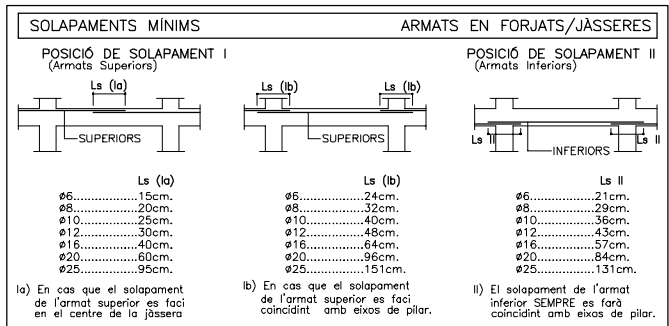 SOLAPAMENTS MÍNIMS
ARMATS EN FORJATS/JÀSSERES
POSICIÓ DE SOLAPAMENT I
(Armats Superiors)
Ls (Ia)
SUPERIORS
Ls (Ia)
Ø6................15cm.
Ø8................20cm.
Ø10..............25cm.
Ø12..............30cm.
Ø16..............40cm.
Ø20..............60cm.
Ø25..............95cm.
Ia) En cas que el solapament
de l'armat superior es faci
en el centre de la jàssera
Ls (Ib)
Ls (Ib)
SUPERIORS
Ls (Ib)
Ø6................24cm.
Ø8................32cm.
Ø10..............40cm.
Ø12..............48cm.
Ø16..............64cm.
Ø20..............96cm.
Ø25..............151cm.
Ib) En cas que el solapament
de l'armat superior es faci
coincidint amb eixos de pilar.
POSICIÓ DE SOLAPAMENT II
(Armats Inferiors)
Ls II
Ls II
INFERIORS
Ls II
Ø6................21cm.
Ø8................29cm.
Ø10..............36cm.
Ø12..............43cm.
Ø16..............57cm.
Ø20..............84cm.
Ø25..............131cm.
II) El solapament de l'armat
inferior SEMPRE es farà
coincidint amb eixos de pilar.